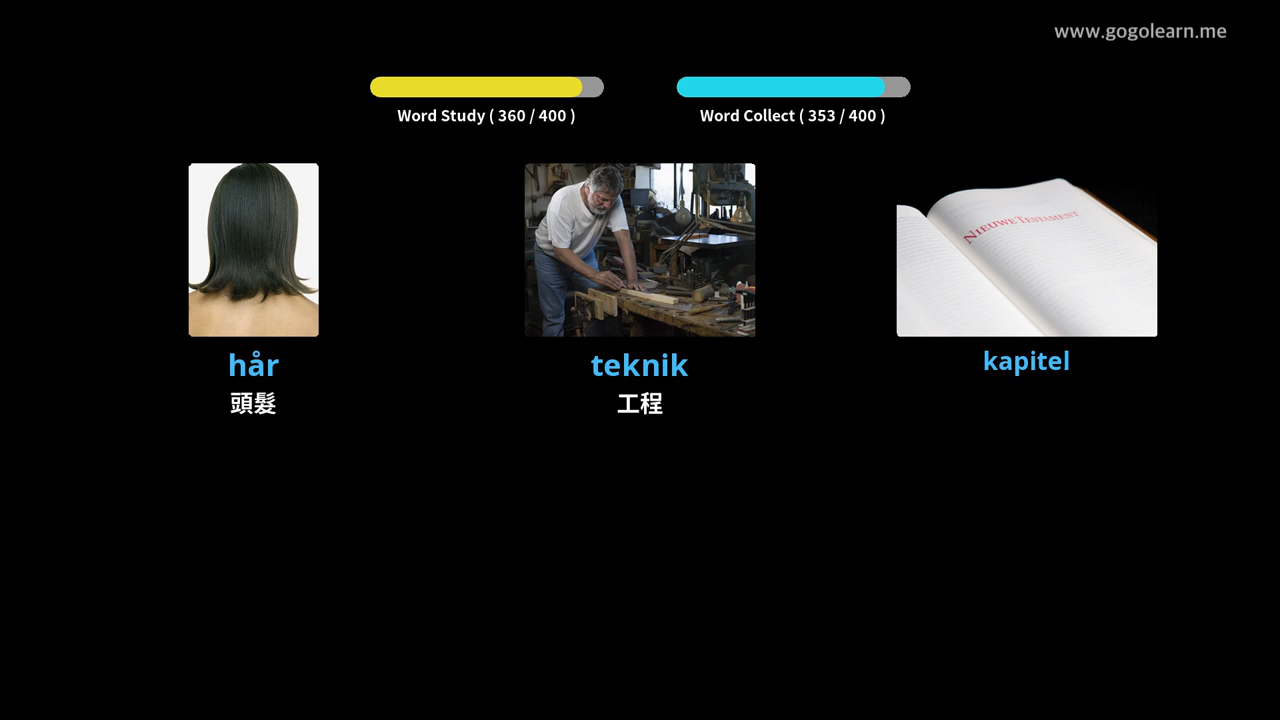 www.gogolearn.me
Word Study ( 360 / 400 )
Word Collect ( 353 / 400 )
NIEUWE TESTAMENT
hår
teknik
kapitel
頭髮
工程